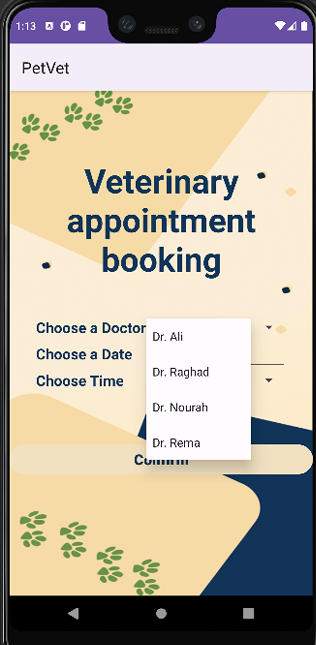 1:13
PetVet
Veterinary
appointment
booking
Choose a Doctor
Dr. Ali
Choose a Date
Dr. Raghad
Choose Time
Dr. Nourah
Dr. Rema
Confirm